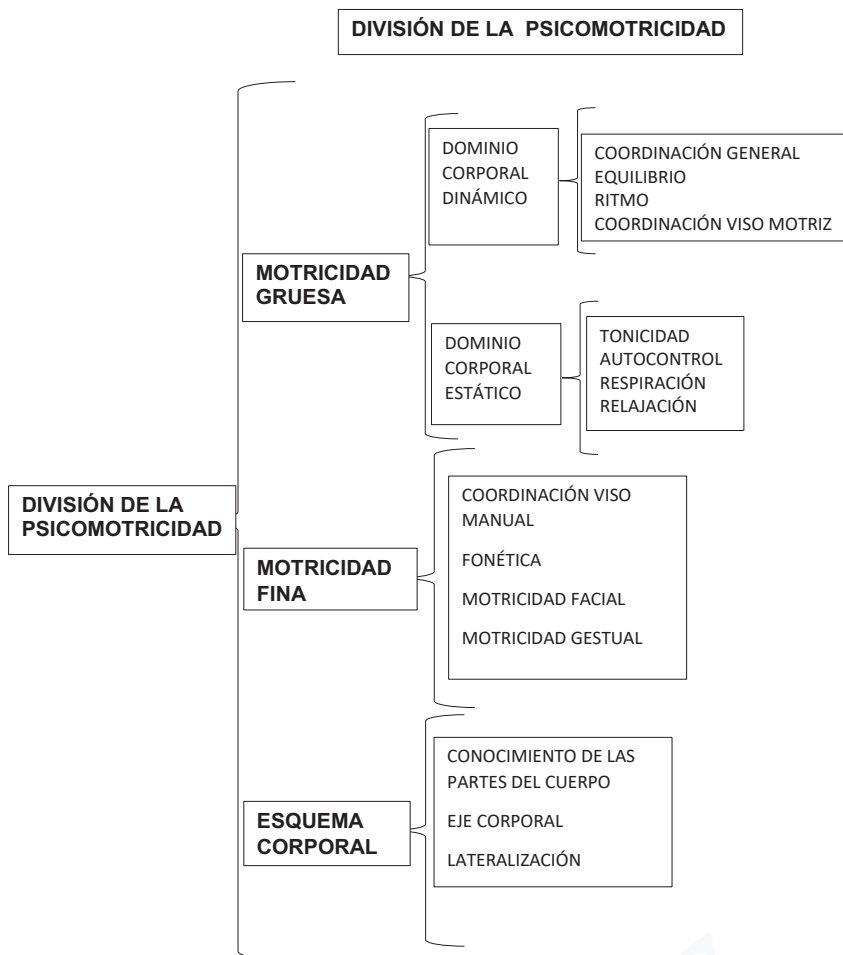 DIVISIÓN DE LA PSICOMOTRICIDAD
DOMINIO
CORPORAL
DINÁMICO
COORDINACIÓN GENERAL
EQUILIBRIO
RITMO
COORDINACIÓN VISO MOTRIZ
MOTRICIDAD
GRUESA
DOMINIO
CORPORAL
ESTÁTICO
TONICIDAD
AUTOCONTROL
RESPIRACIÓN
RELAJACIÓN
DIVISIÓN DE LA
PSICOMOTRICIDAD
MOTRICIDAD
FINA
COORDINACIÓN VISO
MANUAL
FONÉTICA
MOTRICIDAD FACIAL
MOTRICIDAD GESTUAL
ESQUEMA
CORPORAL
CONOCIMIENTO DE LAS
PARTES DEL CUERPO
EJE CORPORAL
LATERALIZACIÓN